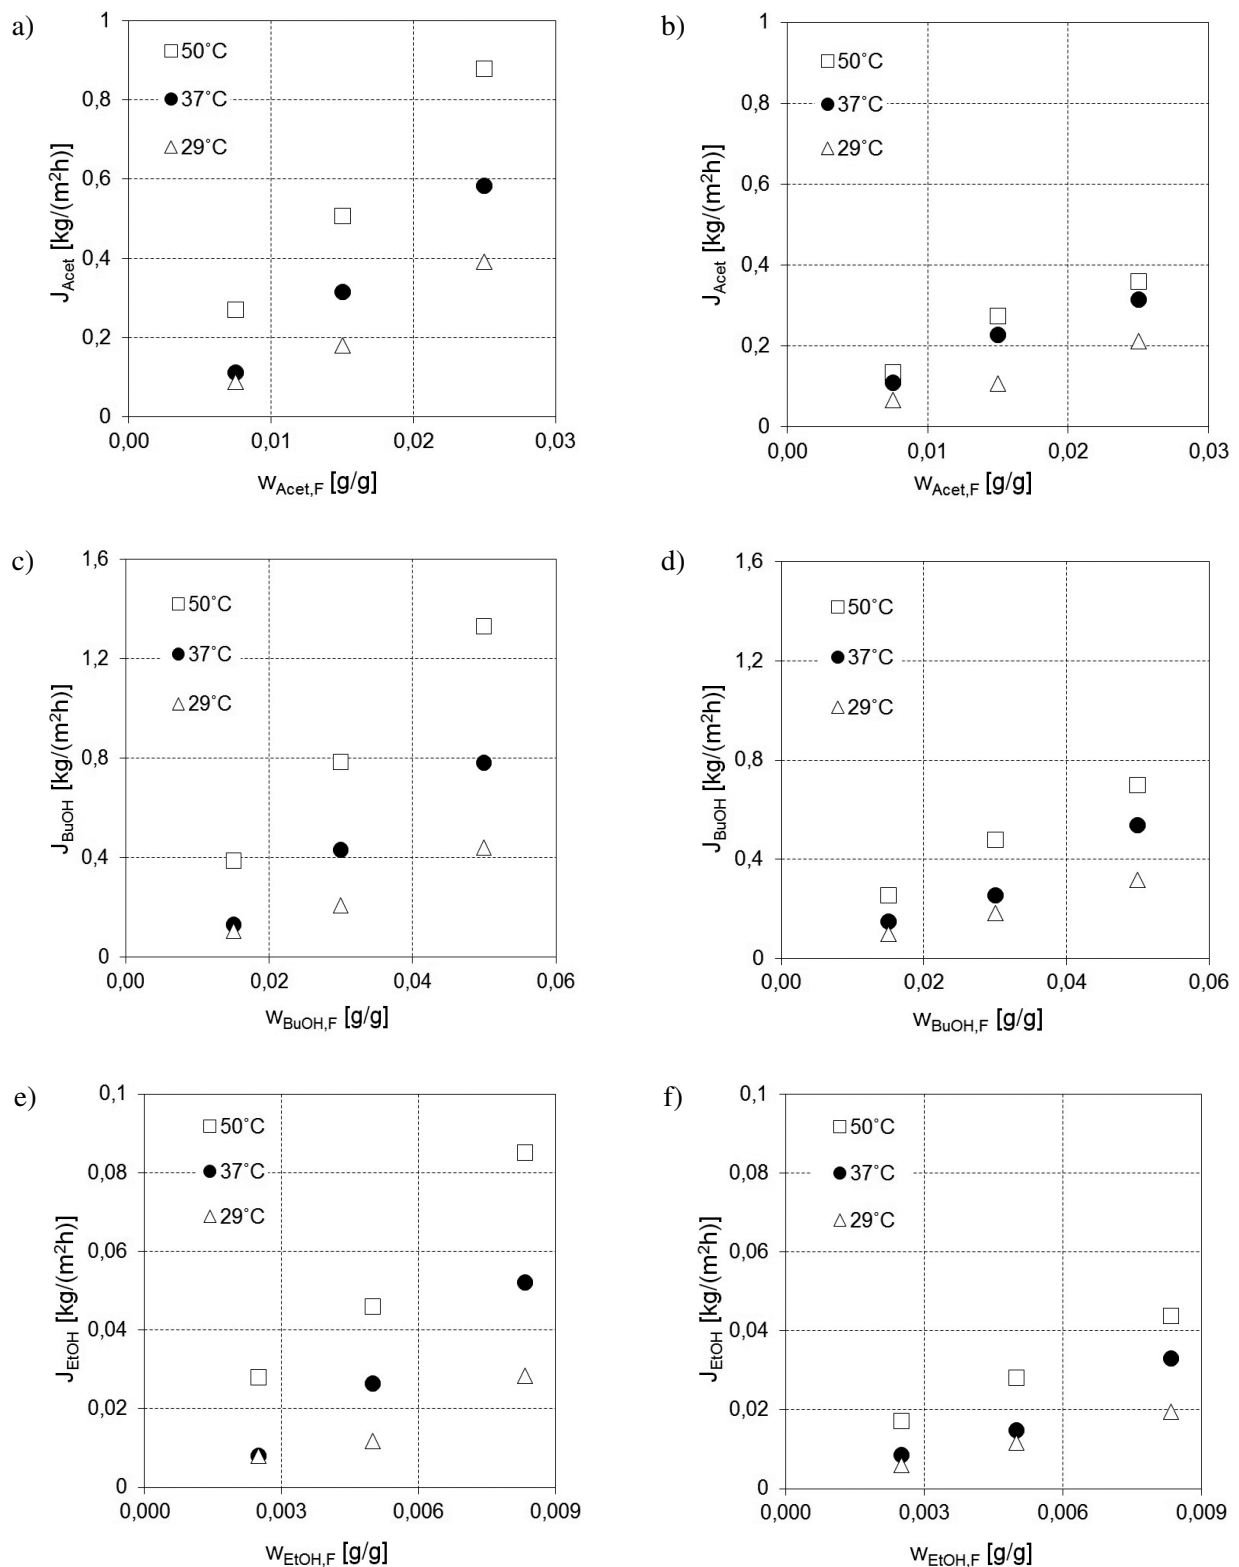 a)
1
0,8
0,6
0,4
0,2
0
50˚C
37˚C
29˚C
J_Acet [kg/(m²h)]
0,00 0,01 0,02 0,03
w_Acet,F [g/g]
b)
1
0,8
0,6
0,4
0,2
0
50˚C
37˚C
29˚C
J_Acet [kg/(m²h)]
0,00 0,01 0,02 0,03
w_Acet,F [g/g]
c)
1,6
1,2
0,8
0,4
0
50˚C
37˚C
29˚C
J_BuOH [kg/(m²h)]
0,00 0,02 0,04 0,06
w_BuOH,F [g/g]
d)
1,6
1,2
0,8
0,4
0
50˚C
37˚C
29˚C
J_BuOH [kg/(m²h)]
0,00 0,02 0,04 0,06
w_BuOH,F [g/g]
e)
0,1
0,08
0,06
0,04
0,02
0
50˚C
37˚C
29˚C
J_EtOH [kg/(m²h)]
0,000 0,003 0,006 0,009
w_EtOH,F [g/g]
f)
0,1
0,08
0,06
0,04
0,02
0
50˚C
37˚C
29˚C
J_EtOH [kg/(m²h)]
0,000 0,003 0,006 0,009
w_EtOH,F [g/g]